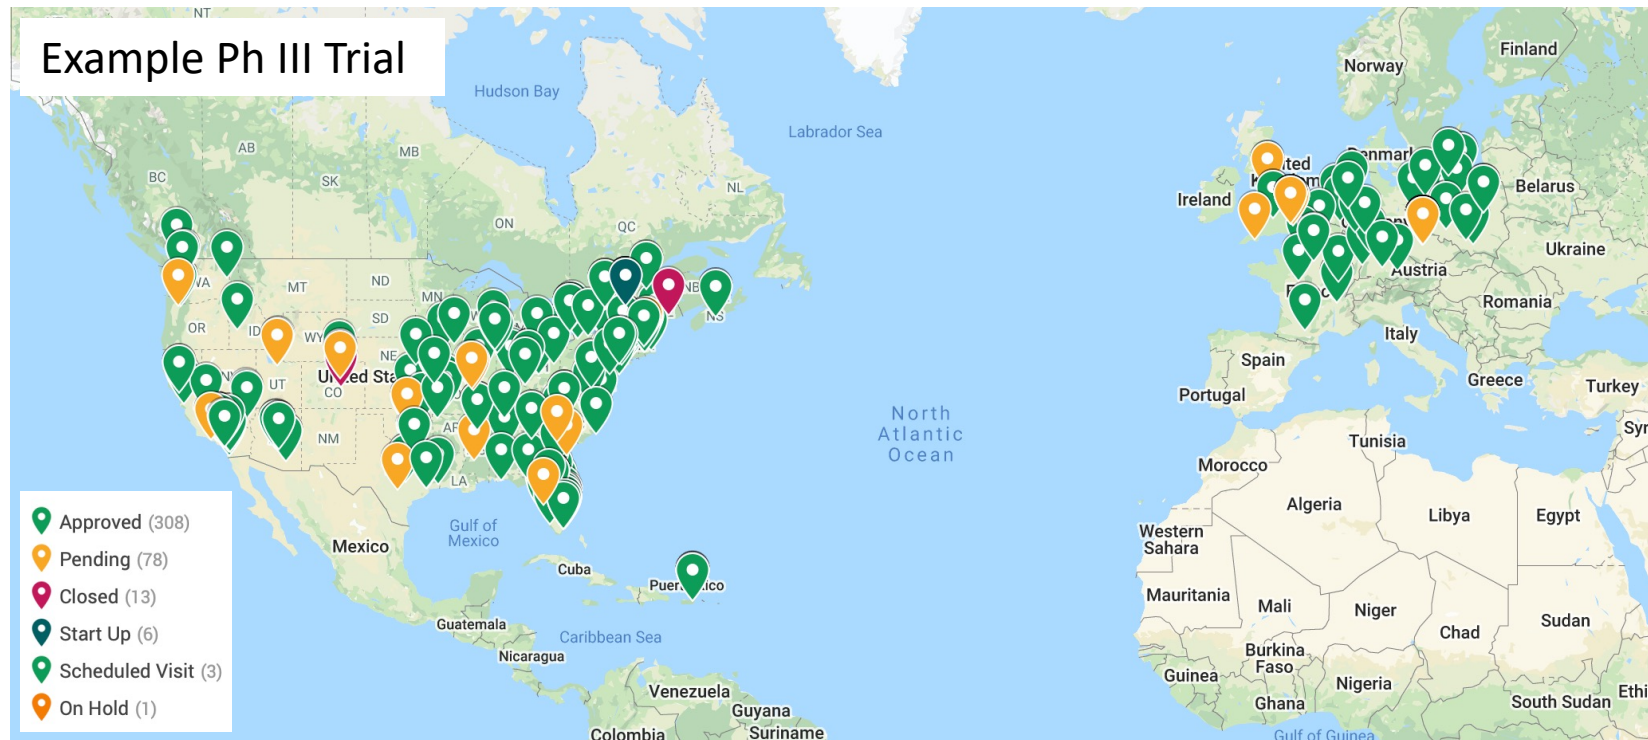 Example Ph III Trial
NT
Hudson Bay
Labrador Sea
Norway
Finland
AB
MB
BC
SK
NL
ON
QC
Ireland
Denmark
Belarus
Ukraine
Austria
Romania
Italy
Spain
Portugal
Greece
Turkey
WA
MT
ND
MN
NB
NS
OR
ID
WY
SD
NE
UT
CO
NM
LA
North
Atlantic
Ocean
Tunisia
Morocco
Algeria
Libya
Egypt
Western
Sahara
Mauritania
Mali
Niger
Chad
Sudan
Burkina
Faso
Guinea
Ghana
Nigeria
South Sudan
Gulf of Guinea
Gulf of
Mexico
Mexico
Cuba
Guatemala
Caribbean Sea
Nicaragua
Venezuela
Guyana
Suriname
Colombia
Approved (308)
Pending (78)
Closed (13)
Start Up (6)
Scheduled Visit (3)
On Hold (1)